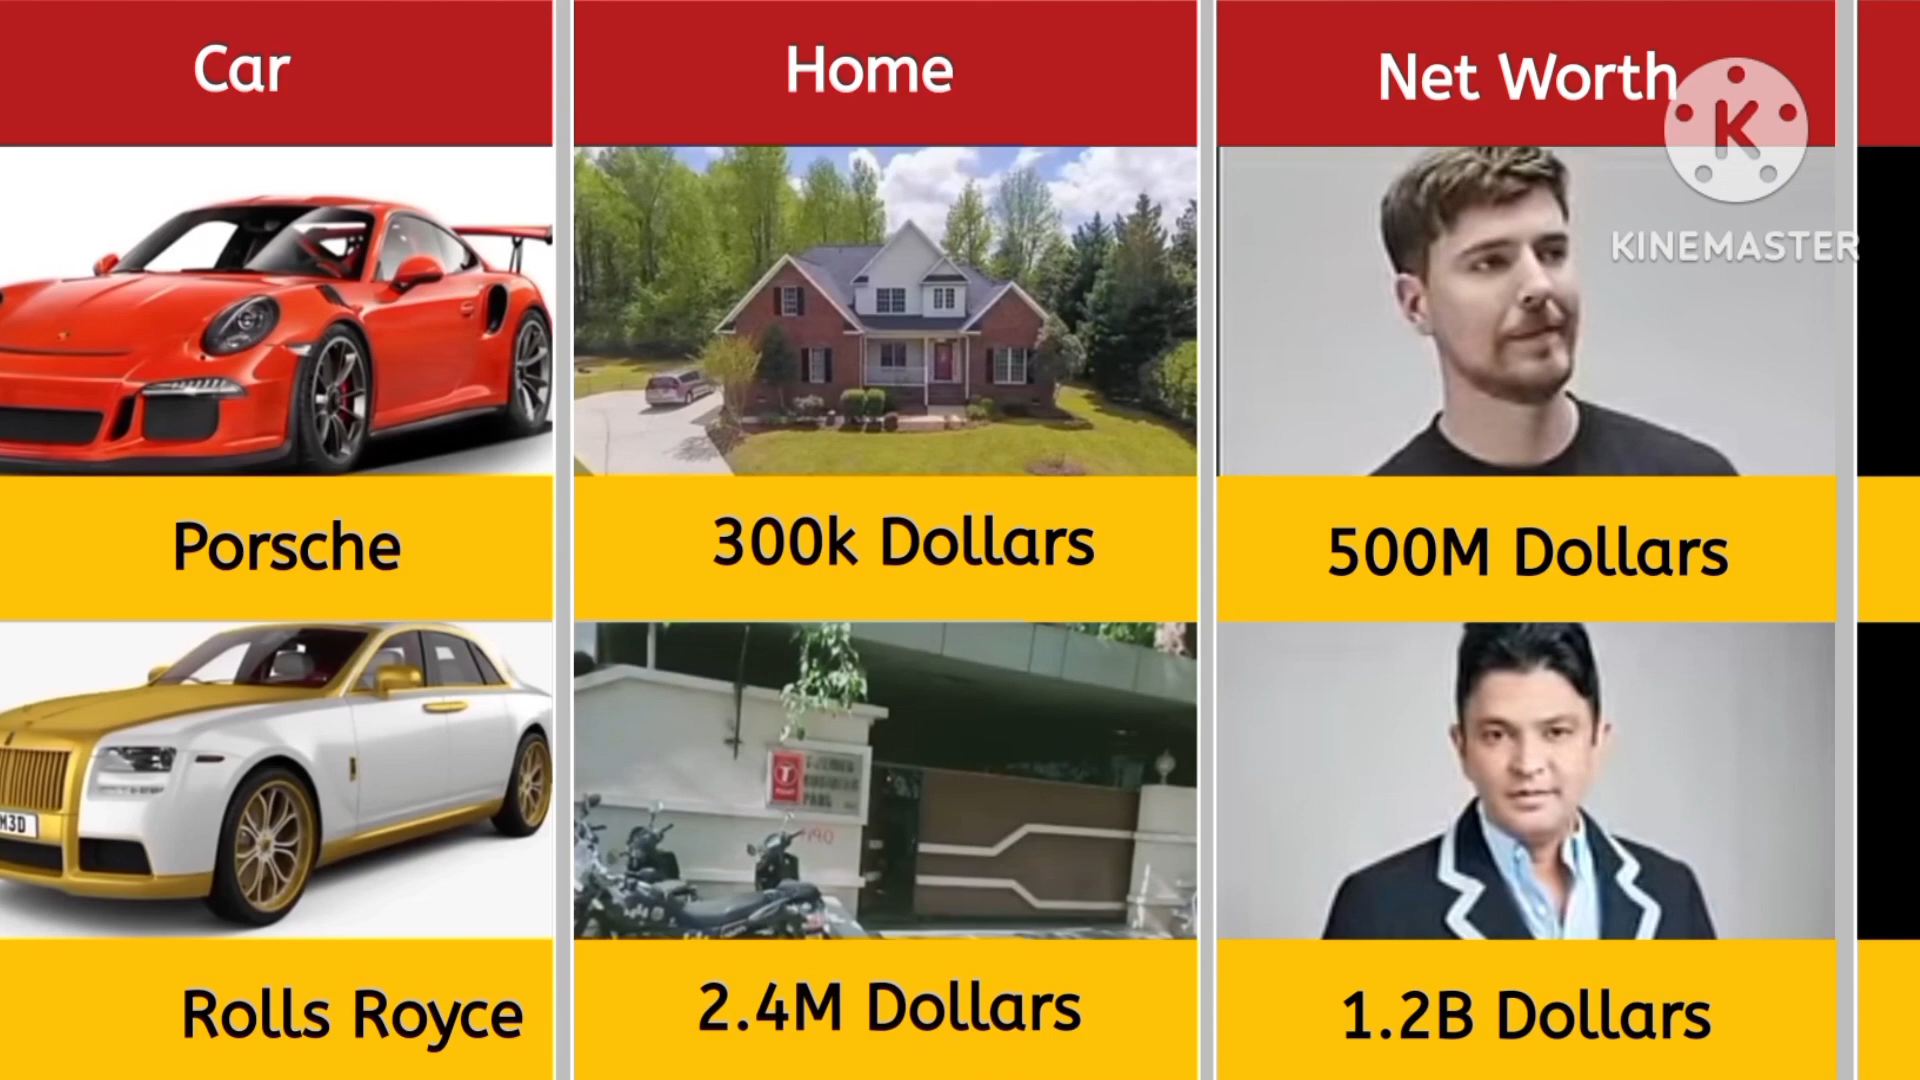 Car
Home
Net Worth
K
KINEMASTER
Porsche
300k Dollars
500M Dollars
T
190
M3D
Rolls Royce
2.4M Dollars
1.2B Dollars